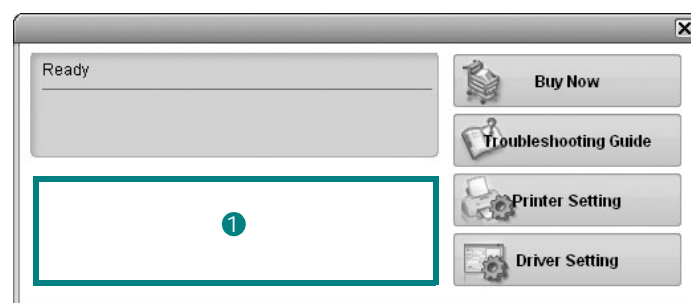 Ready
Buy Now
Troubleshooting Guide
1
Printer Setting
Driver Setting